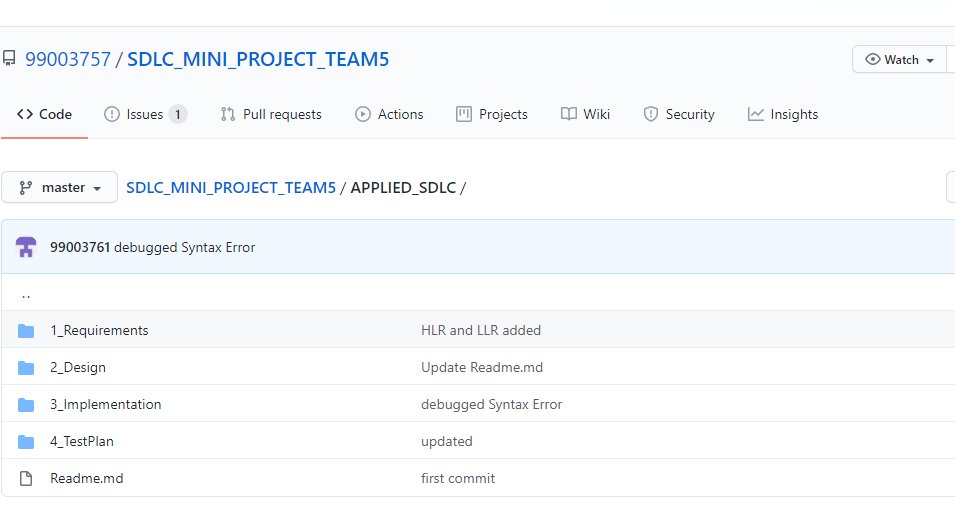 99003757 / SDLC_MINI_PROJECT_TEAM5 Watch
Code Issues 1 Pull requests Actions Projects Wiki Security Insights
master SDLC_MINI_PROJECT_TEAM5 / APPLIED_SDLC /
99003761 debugged Syntax Error
..
1_Requirements HLR and LLR added
2_Design Update Readme.md
3_Implementation debugged Syntax Error
4_TestPlan updated
Readme.md first commit